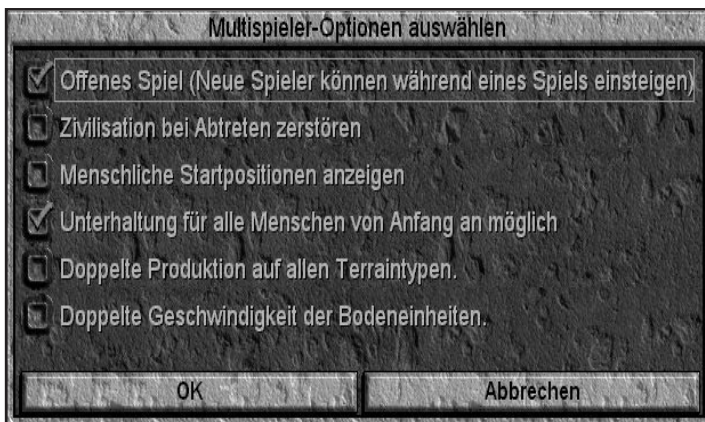 Multispieler-Optionen auswählen
Offenes Spiel (Neue Spieler können während eines Spiels einsteigen)
Zivilisation bei Abtreten zerstören
Menschliche Startpositionen anzeigen
Unterhaltung für alle Menschen von Anfang an möglich
Doppelte Produktion auf allen Terraintypen.
Doppelte Geschwindigkeit der Bodeneinheiten.
OK Abbrechen